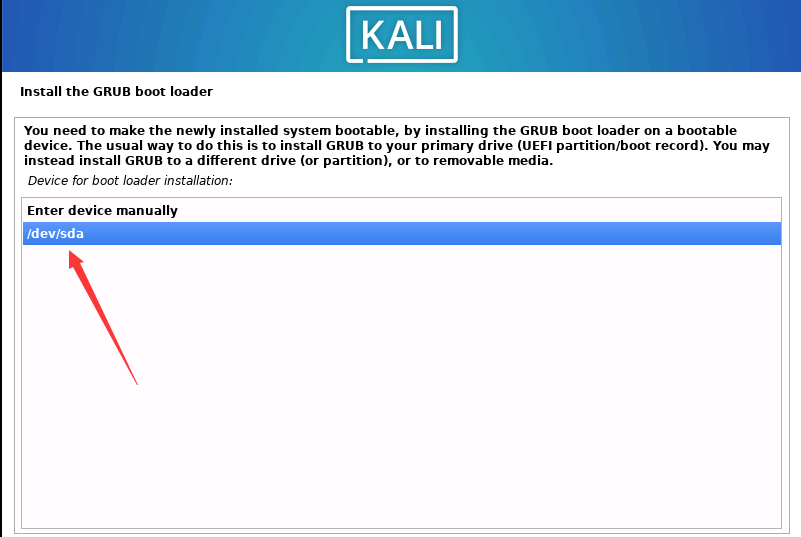 KALI
Install the GRUB boot loader
You need to make the newly installed system bootable, by installing the GRUB boot loader on a bootable
device. The usual way to do this is to install GRUB to your primary drive (UEFI partition/boot record). You may
instead install GRUB to a different drive (or partition), or to removable media.
Device for boot loader installation:
Enter device manually
/dev/sda